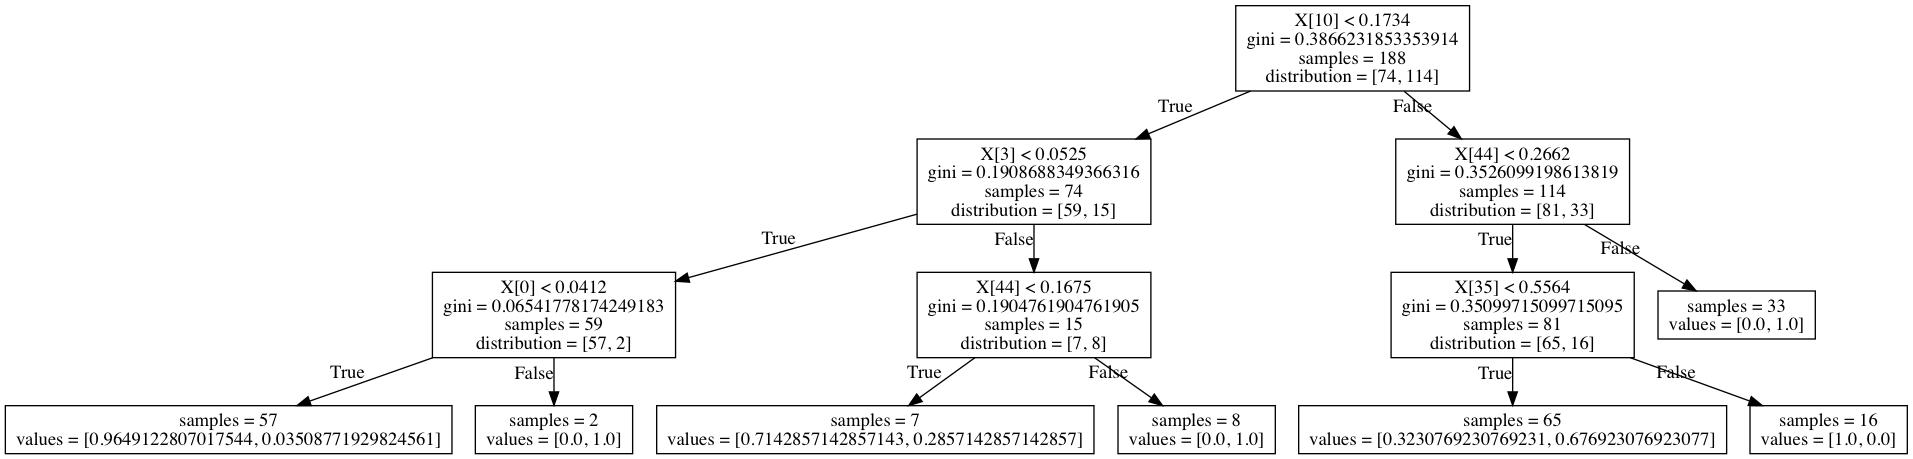 X[10] < 0.1734
gini = 0.3866231853353914
samples = 188
distribution = [74, 114]
True
False
X[3] < 0.0525
gini = 0.1908688349366316
samples = 74
distribution = [59, 15]
X[44] < 0.2662
gini = 0.3526099198613819
samples = 114
distribution = [81, 33]
True
False
True
False
X[0] < 0.0412
gini = 0.06541778174249183
samples = 59
distribution = [57, 2]
X[44] < 0.1675
gini = 0.1904761904761905
samples = 15
distribution = [7, 8]
X[35] < 0.5564
gini = 0.35099715099715095
samples = 81
distribution = [65, 16]
samples = 33
values = [0.0, 1.0]
True
False
True
False
True
False
samples = 57
values = [0.9649122807017544, 0.03508771929824561]
samples = 2
values = [0.0, 1.0]
samples = 7
values = [0.7142857142857143, 0.2857142857142857]
samples = 8
values = [0.0, 1.0]
samples = 65
values = [0.3230769230769231, 0.676923076923077]
samples = 16
values = [1.0, 0.0]